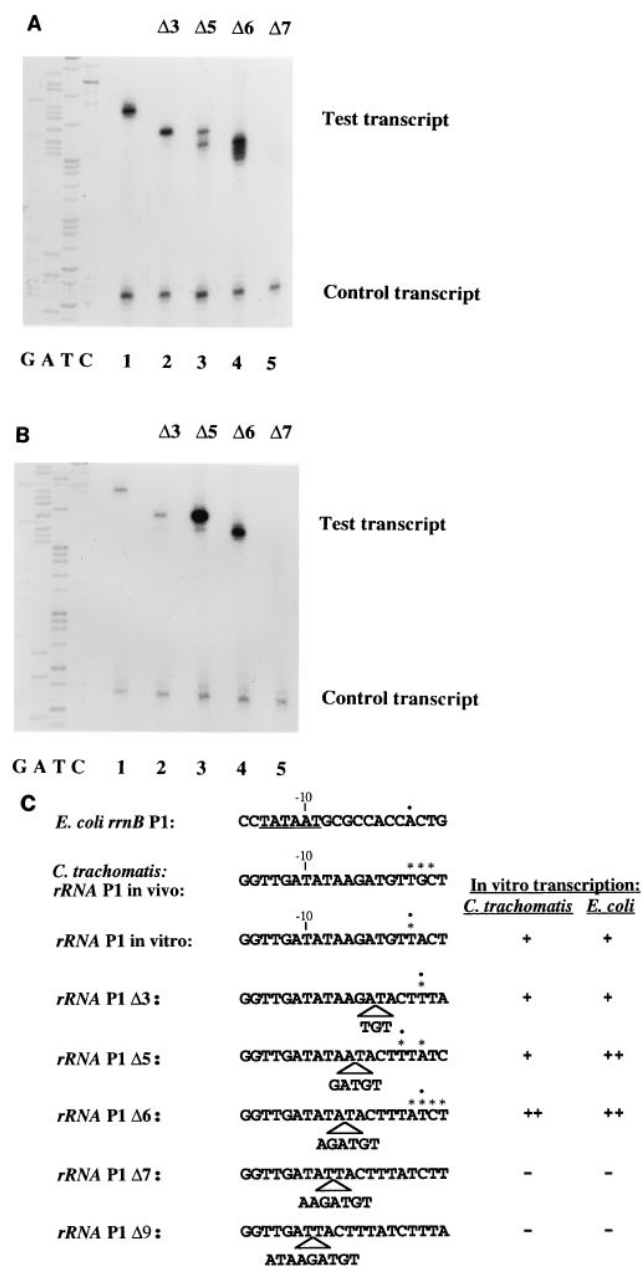 A
Δ3 Δ5 Δ6 Δ7
Test transcript
Control transcript
G A T C 1 2 3 4 5
B
Δ3 Δ5 Δ6 Δ7
Test transcript
Control transcript
G A T C 1 2 3 4 5
C
-10
E. coli rrnB P1: CCTATAATGCGCCACCACTG
-10
* * *
C. trachomatis:
rRNA P1 in vivo: GGTTGATATAAGATGTTGCT
In vitro transcription:
C. trachomatis E. coli
-10
*
rRNA P1 in vitro: GGTTGATATAAGATGTTACT + +
*
rRNA P1 Δ3: GGTTGATATAAGATACTTTA + +
TGT
* *
rRNA P1 Δ5: GGTTGATATAATACTTTATC + ++
GATGT
* * * *
rRNA P1 Δ6: GGTTGATATATACTTTATCT ++ ++
AGATGT
rRNA P1 Δ7: GGTTGATATTACTTTATCTT - -
AAGATGT
rRNA P1 Δ9: GGTTGATTACTTTATCTTTA - -
ATAAGATGT